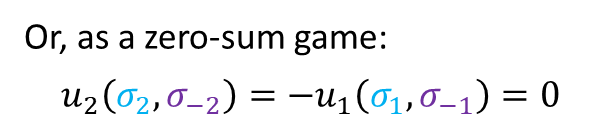 Or, as a zero-sum game:
u₂(σ₂, σ₋₂) = −u₁(σ₁, σ₋₁) = 0